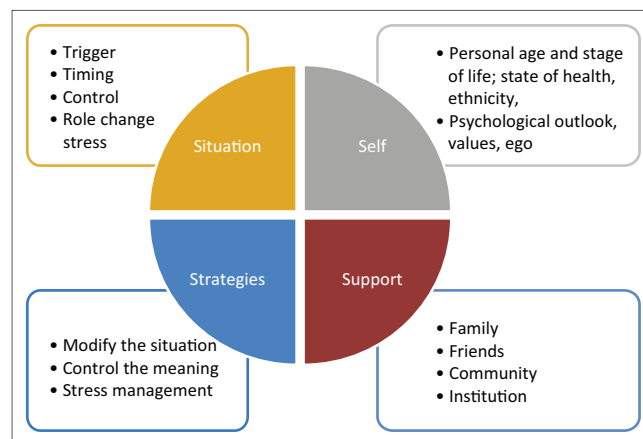 • Trigger
• Timing
• Control
• Role change
stress
• Personal age and stage
of life; state of health,
ethnicity,
• Psychological outlook,
values, ego
Situation
Self
Strategies
Support
• Modify the situation
• Control the meaning
• Stress management
• Family
• Friends
• Community
• Institution